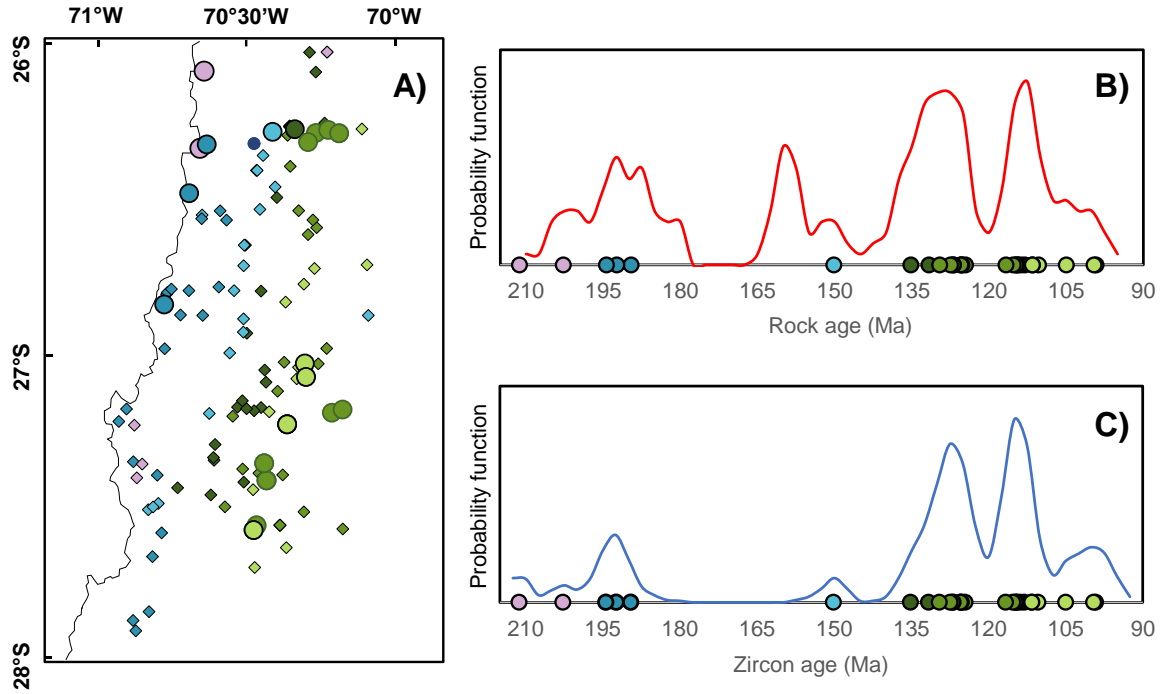 71°W 70°30'W 70°W
26°S
27°S
28°S
A)
Probability function
B)
210 195 180 165 150 135 120 105 90
Rock age (Ma)
Probability function
C)
210 195 180 165 150 135 120 105 90
Zircon age (Ma)